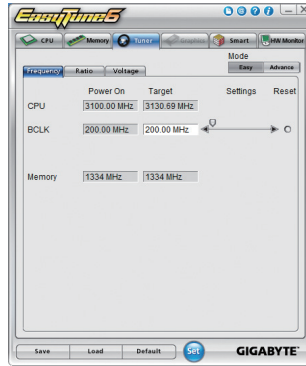 EasyTune6
CPU Memory Tuner Graphics Smart HW Monitor
Mode
Easy Advance
Frequency Ratio Voltage
Power On Target Settings Reset
CPU 3100.00 MHz 3130.69 MHz
BCLK 200.00 MHz 200.00 MHz
Memory 1334 MHz 1334 MHz
Save Load Default Set GIGABYTE